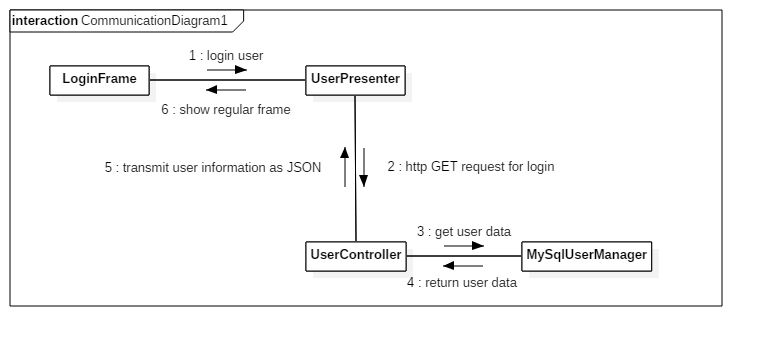 interaction CommunicationDiagram1
1 : login user
LoginFrame
UserPresenter
6 : show regular frame
5 : transmit user information as JSON
2 : http GET request for login
3 : get user data
UserController
MySqlUserManager
4 : return user data